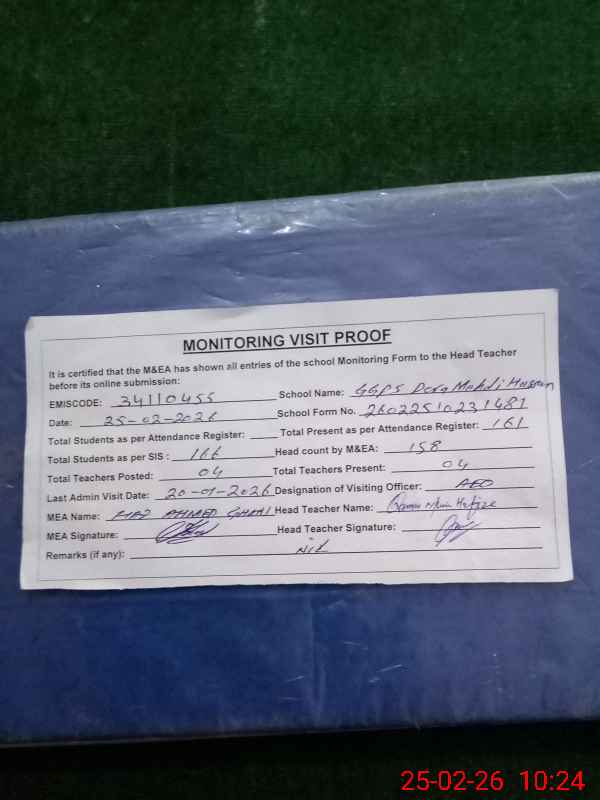 MONITORING VISIT PROOF
It is certified that the M&EA has shown all entries of the school Monitoring Form to the Head Teacher
before its online submission:
EMISCODE: 34110455 School Name: GGPS Mehdi
Date: 25-02-2026 School Form No. 26022510231487
Total Students as per Attendance Register: Total Present as per Attendance Register: 161
Total Students as per SIS : 166 Head count by M&EA: 158
Total Teachers Posted: 04 Total Teachers Present: 04
Last Admin Visit Date: 20-01-2026 Designation of Visiting Officer: AEO
MEA Name: AHMED Head Teacher Name:
MEA Signature: Head Teacher Signature:
Remarks (if any): Nil
25-02-26 10:24